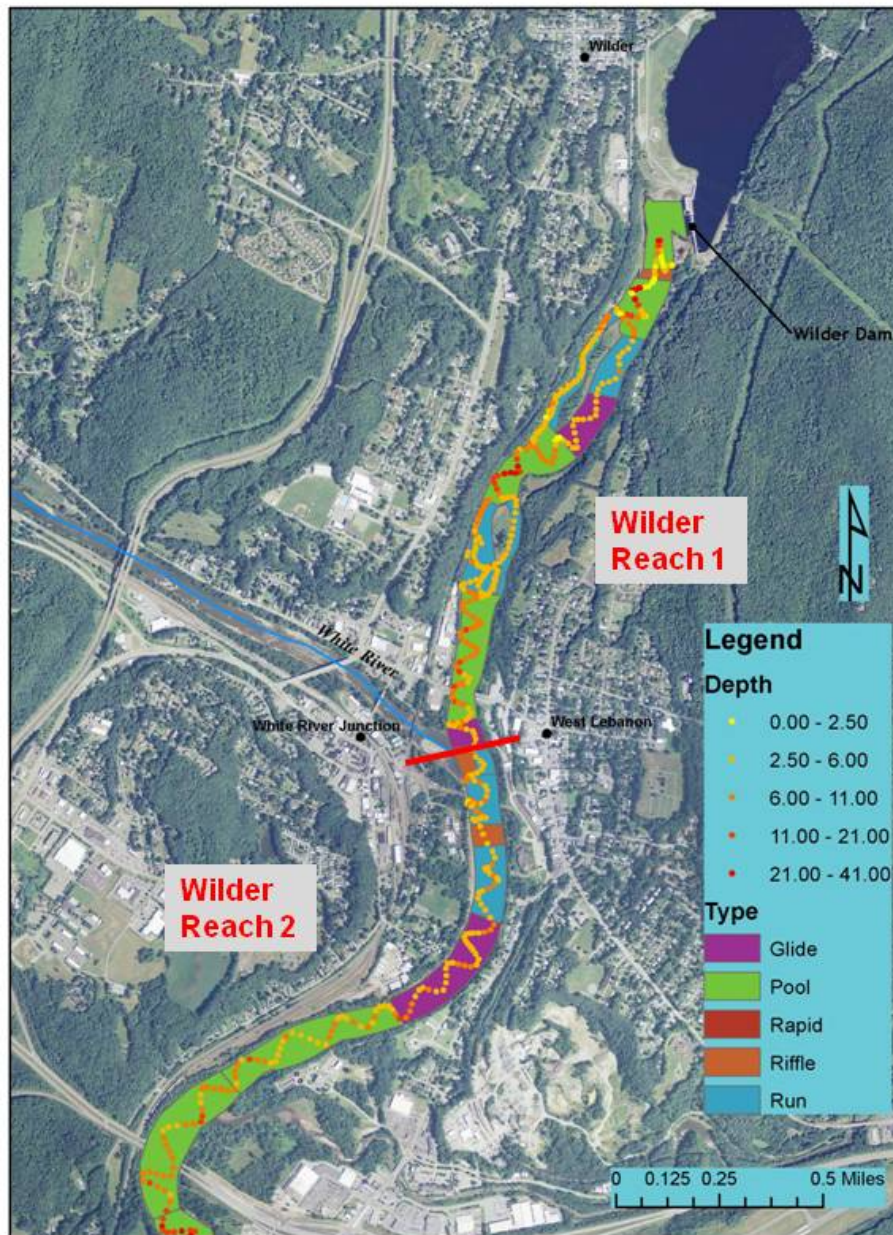 Wilder
Wilder Dam
Wilder
Reach 1
N
White River
White River Junction
West Lebanon
Wilder
Reach 2
Legend
Depth
0.00 - 2.50
2.50 - 6.00
6.00 - 11.00
11.00 - 21.00
21.00 - 41.00
Type
Glide
Pool
Rapid
Riffle
Run
0 0.125 0.25 0.5 Miles